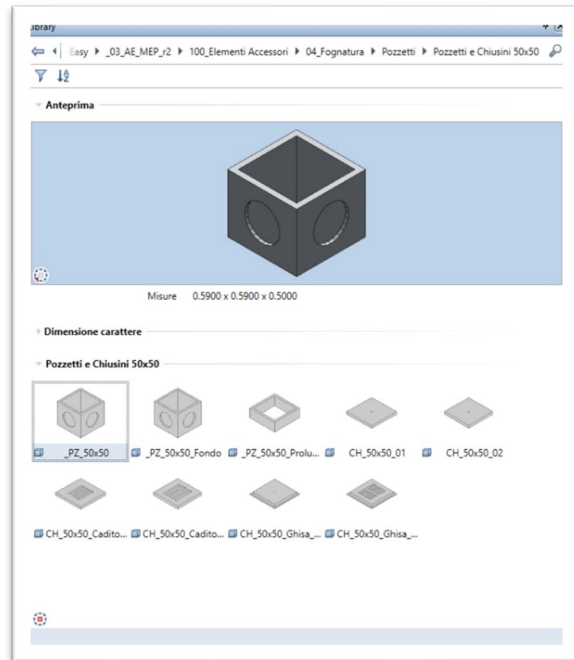 Library
Easy ▸ _03_AE_MEP_r2 ▸ 100_Elementi Accessori ▸ 04_Fognatura ▸ Pozzetti ▸ Pozzetti e Chiusini 50x50
Anteprima
Misure 0.5900 x 0.5900 x 0.5000
Dimensione carattere
Pozzetti e Chiusini 50x50
_PZ_50x50 _PZ_50x50_Fondo _PZ_50x50_Prolu... CH_50x50_01 CH_50x50_02
CH_50x50_Cadito... CH_50x50_Cadito... CH_50x50_Ghisa_... CH_50x50_Ghisa_...